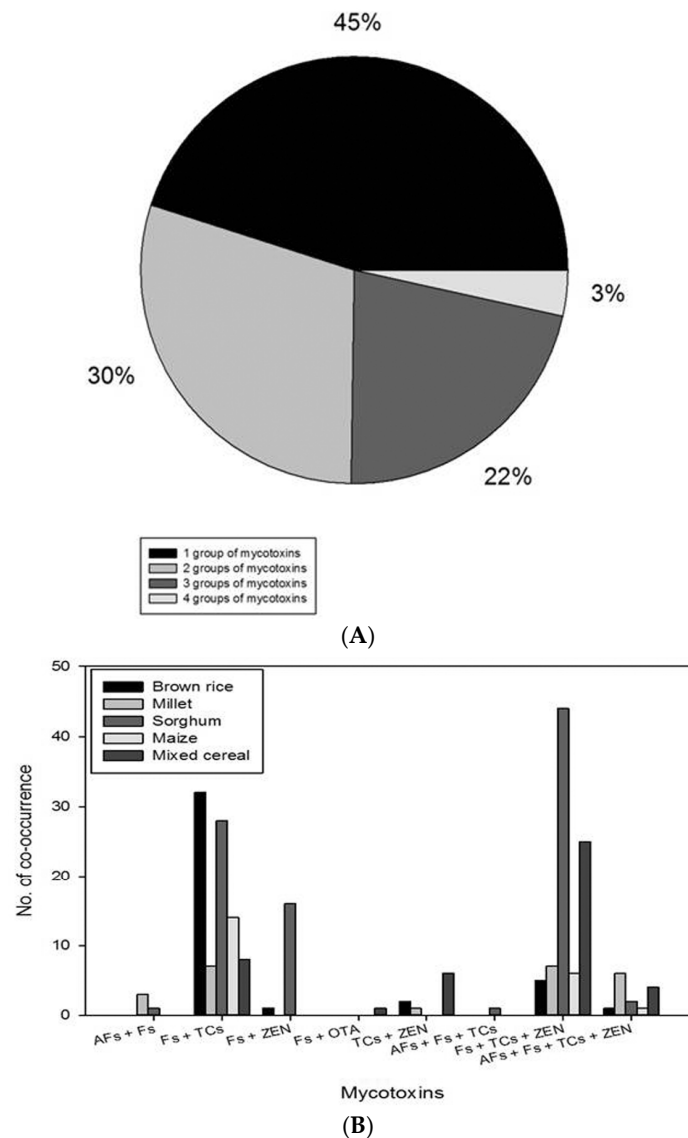 45%
3%
30%
22%
1 group of mycotoxins
2 groups of mycotoxins
3 groups of mycotoxins
4 groups of mycotoxins
(A)
50
40
30
20
10
0
No. of co-occurrence
Brown rice
Millet
Sorghum
Maize
Mixed cereal
AFs + Fs
Fs + TCs
Fs + ZEN
Fs + OTA
TCs + ZEN
AFs + Fs + TCs
Fs + TCs + ZEN
AFs + Fs + TCs + ZEN
Mycotoxins
(B)